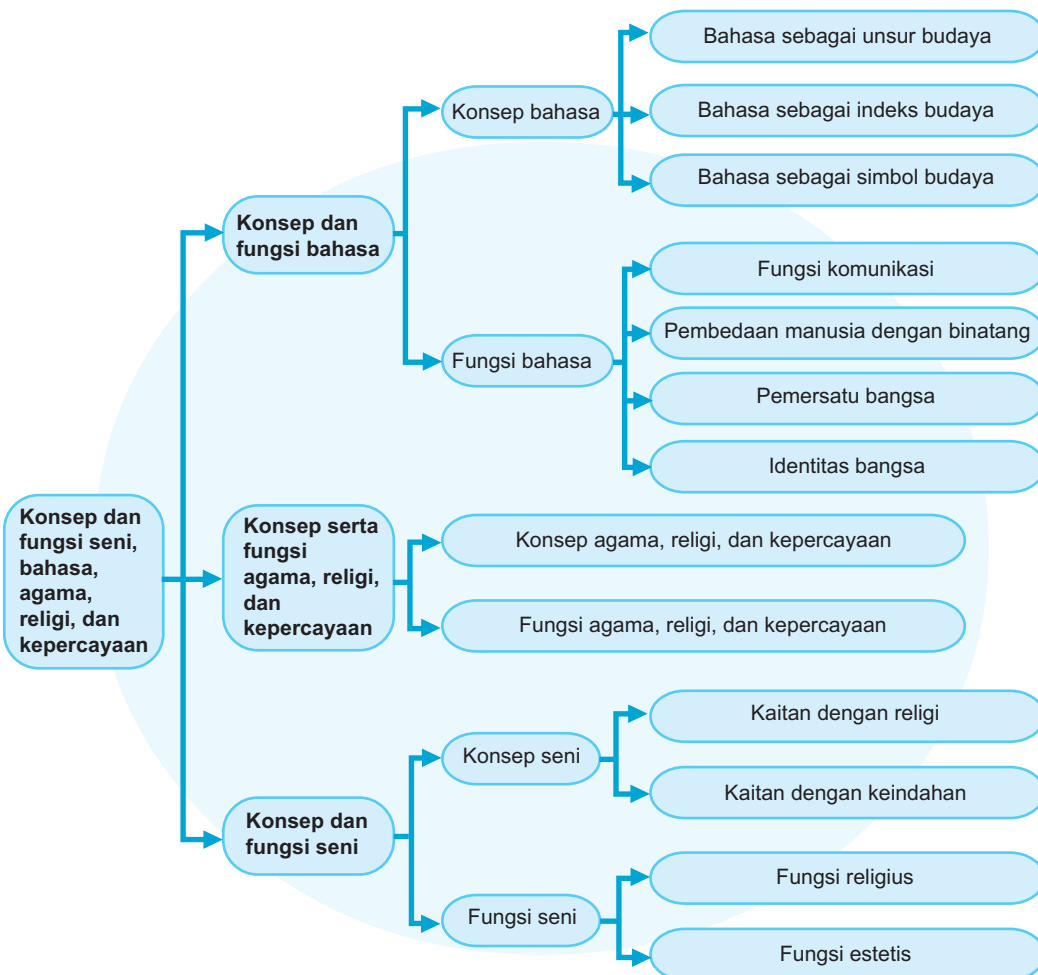 Konsep dan
fungsi seni,
bahasa,
agama,
religi, dan
kepercayaan
Konsep dan
fungsi bahasa
Konsep bahasa
Bahasa sebagai unsur budaya
Bahasa sebagai indeks budaya
Bahasa sebagai simbol budaya
Fungsi bahasa
Fungsi komunikasi
Pembedaan manusia dengan binatang
Pemersatu bangsa
Identitas bangsa
Konsep serta
fungsi
agama, religi,
dan
kepercayaan
Konsep agama, religi, dan kepercayaan
Fungsi agama, religi, dan kepercayaan
Konsep dan
fungsi seni
Konsep seni
Kaitan dengan religi
Kaitan dengan keindahan
Fungsi seni
Fungsi religius
Fungsi estetis